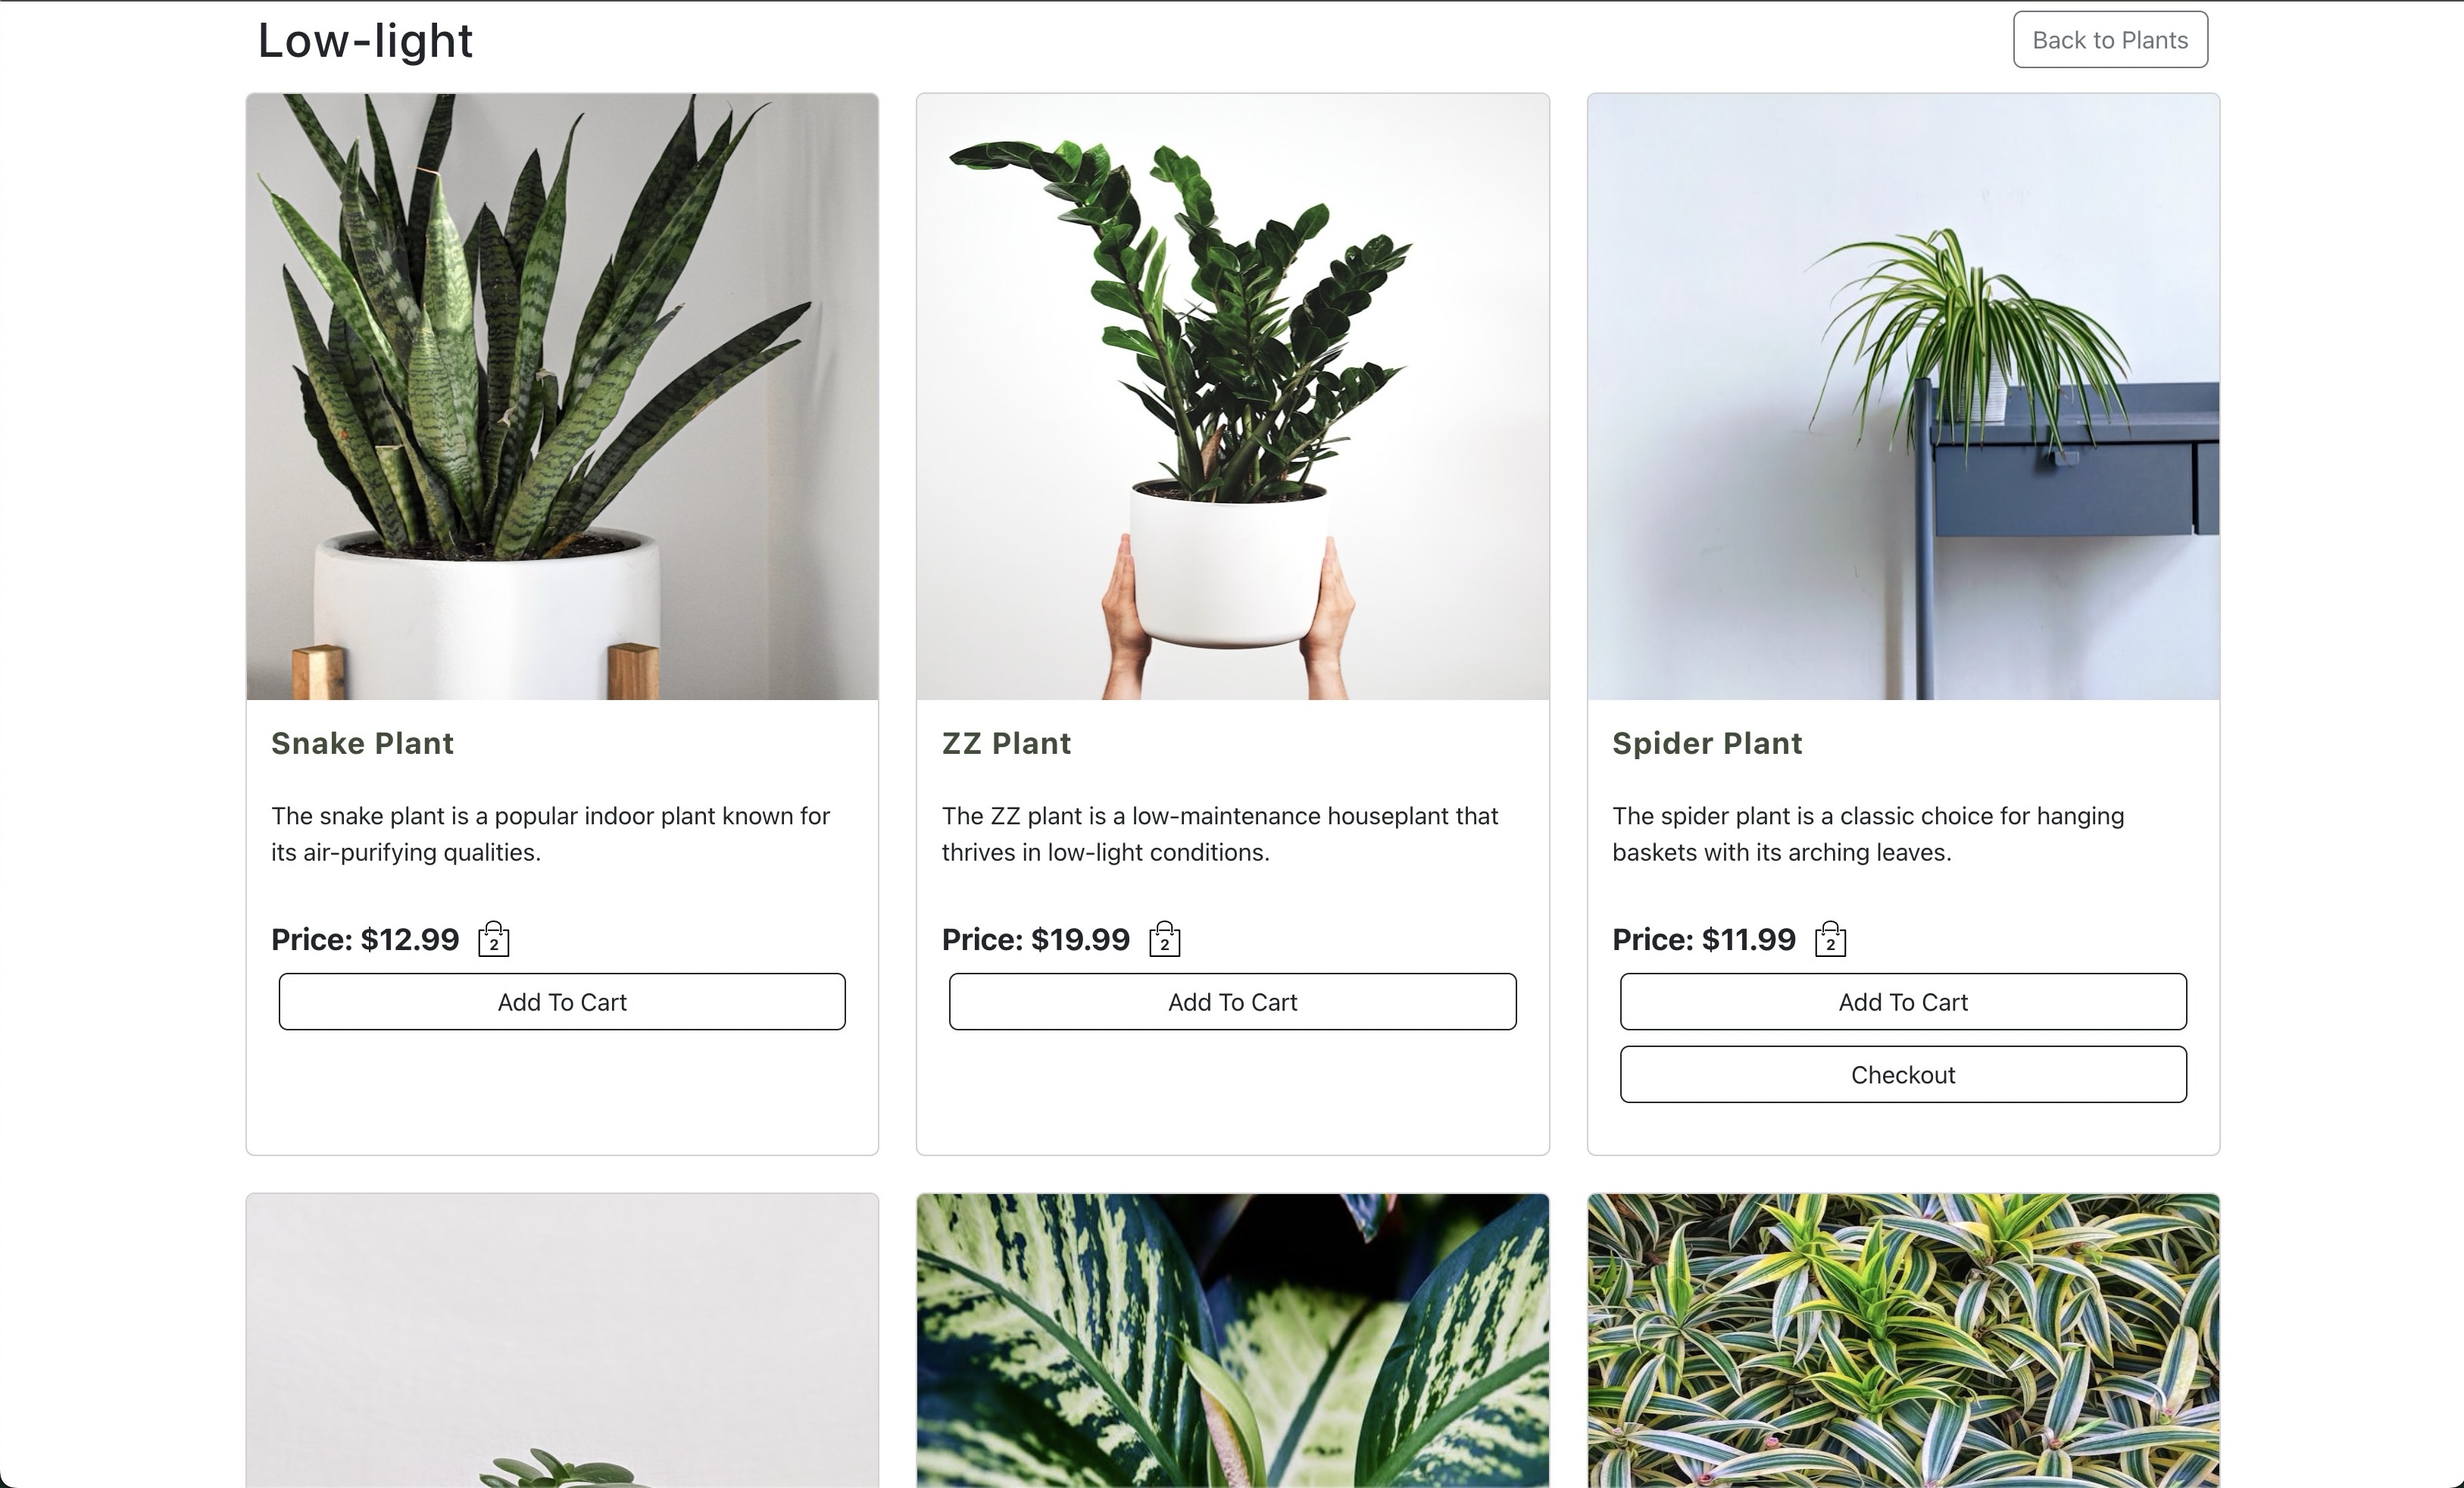 Low-light
Back to Plants
Snake Plant
The snake plant is a popular indoor plant known for
its air-purifying qualities.
Price: $12.99 2
Add To Cart
ZZ Plant
The ZZ plant is a low-maintenance houseplant that
thrives in low-light conditions.
Price: $19.99 2
Add To Cart
Spider Plant
The spider plant is a classic choice for hanging
baskets with its arching leaves.
Price: $11.99 2
Add To Cart
Checkout